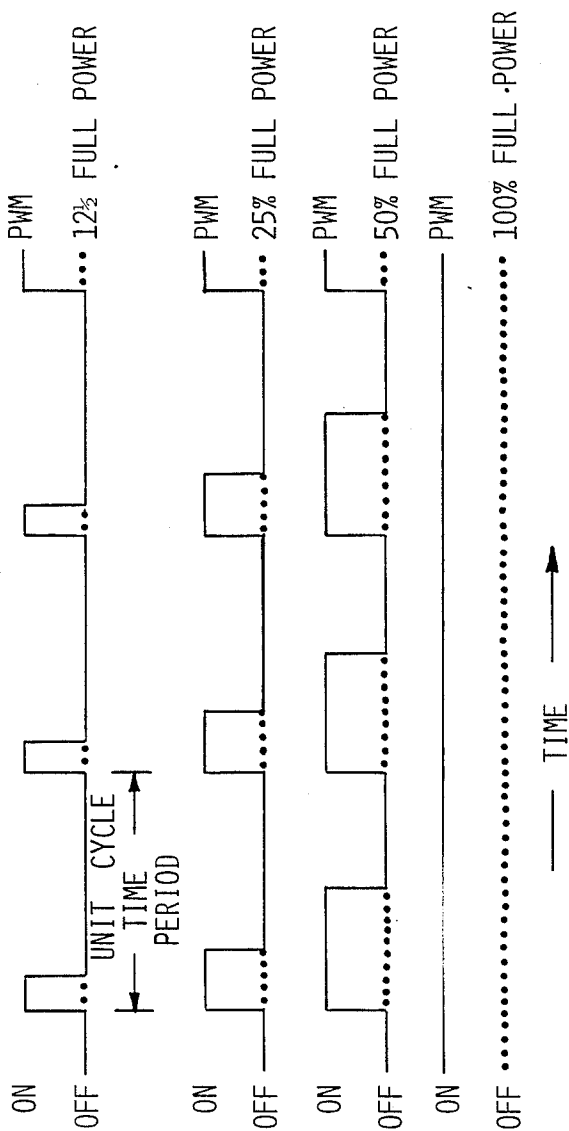 ON
PWM
OFF
12½ FULL POWER
UNIT CYCLE
TIME
PERIOD
ON
PWM
OFF
25% FULL POWER
ON
PWM
OFF
50% FULL POWER
ON
PWM
OFF
100% FULL POWER
TIME